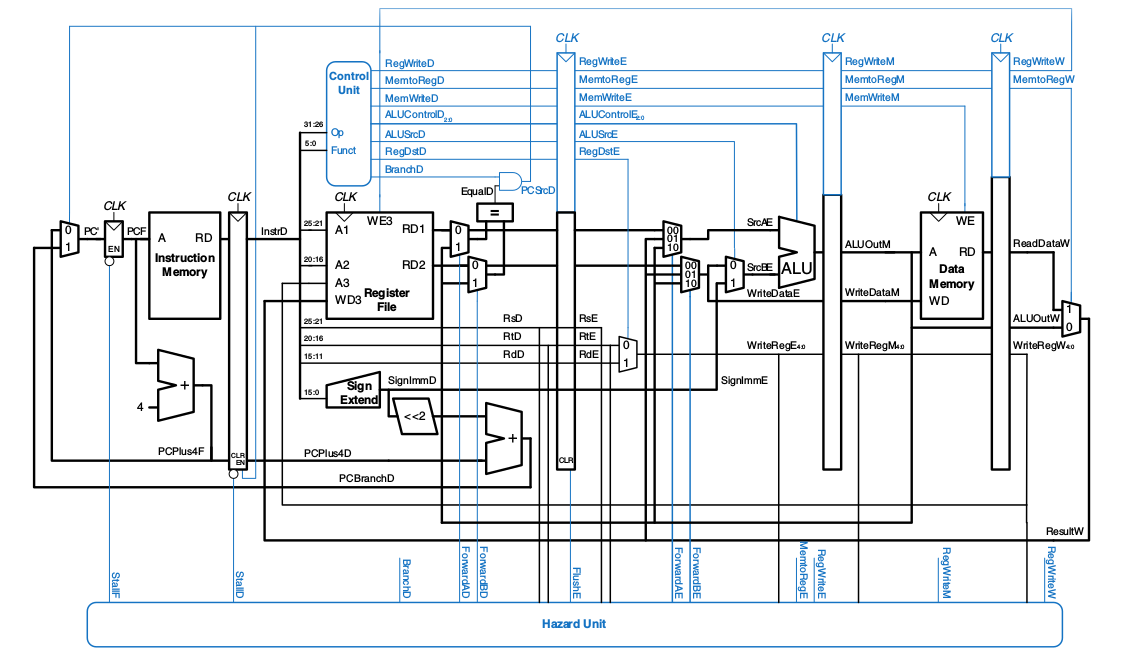 CLK
CLK
CLK
RegWriteD
RegWriteE
RegWriteM
RegWriteW
Control
Unit
MemtoRegD
MemtoRegE
MemtoRegM
MemtoRegW
MemWriteD
MemWriteE
MemWriteM
ALUControlD2:0
ALUControlE2:0
31:26
Op
ALUSrcD
ALUSrcE
5:0
Funct
RegDstD
RegDstE
BranchD
EqualD
PCSrcD
=
CLK
CLK
CLK
CLK
0
1
PC'
PCF
EN
A
RD
Instruction
Memory
InstrD
25:21
A1
WE3
RD1
0
1
00
01
10
SrcAE
ALU
ALUOutM
WE
A
RD
Data
Memory
WD
ReadDataW
20:16
A2
RD2
0
1
00
01
10
0
1
SrcBE
A3
WD3
Register
File
WriteDataE
WriteDataM
1
0
ALUOutW
25:21
RsD
RsE
20:16
RtD
RtE
0
1
15:11
RdD
RdE
WriteRegE4:0
WriteRegM4:0
WriteRegW4:0
15:0
Sign
Extend
SignImmD
SignImmE
+
4
<<2
+
PCPlus4F
CLR
EN
PCPlus4D
CLR
PCBranchD
ResultW
StallF
StallD
BranchD
ForwardAD
ForwardBD
FlushE
ForwardAE
ForwardBE
MemtoRegE
RegWriteE
RegWriteM
RegWriteW
Hazard Unit